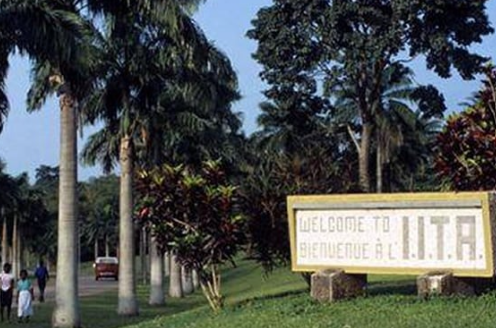 WELCOME TO
BIENVENUE À L' I.I.T.A.